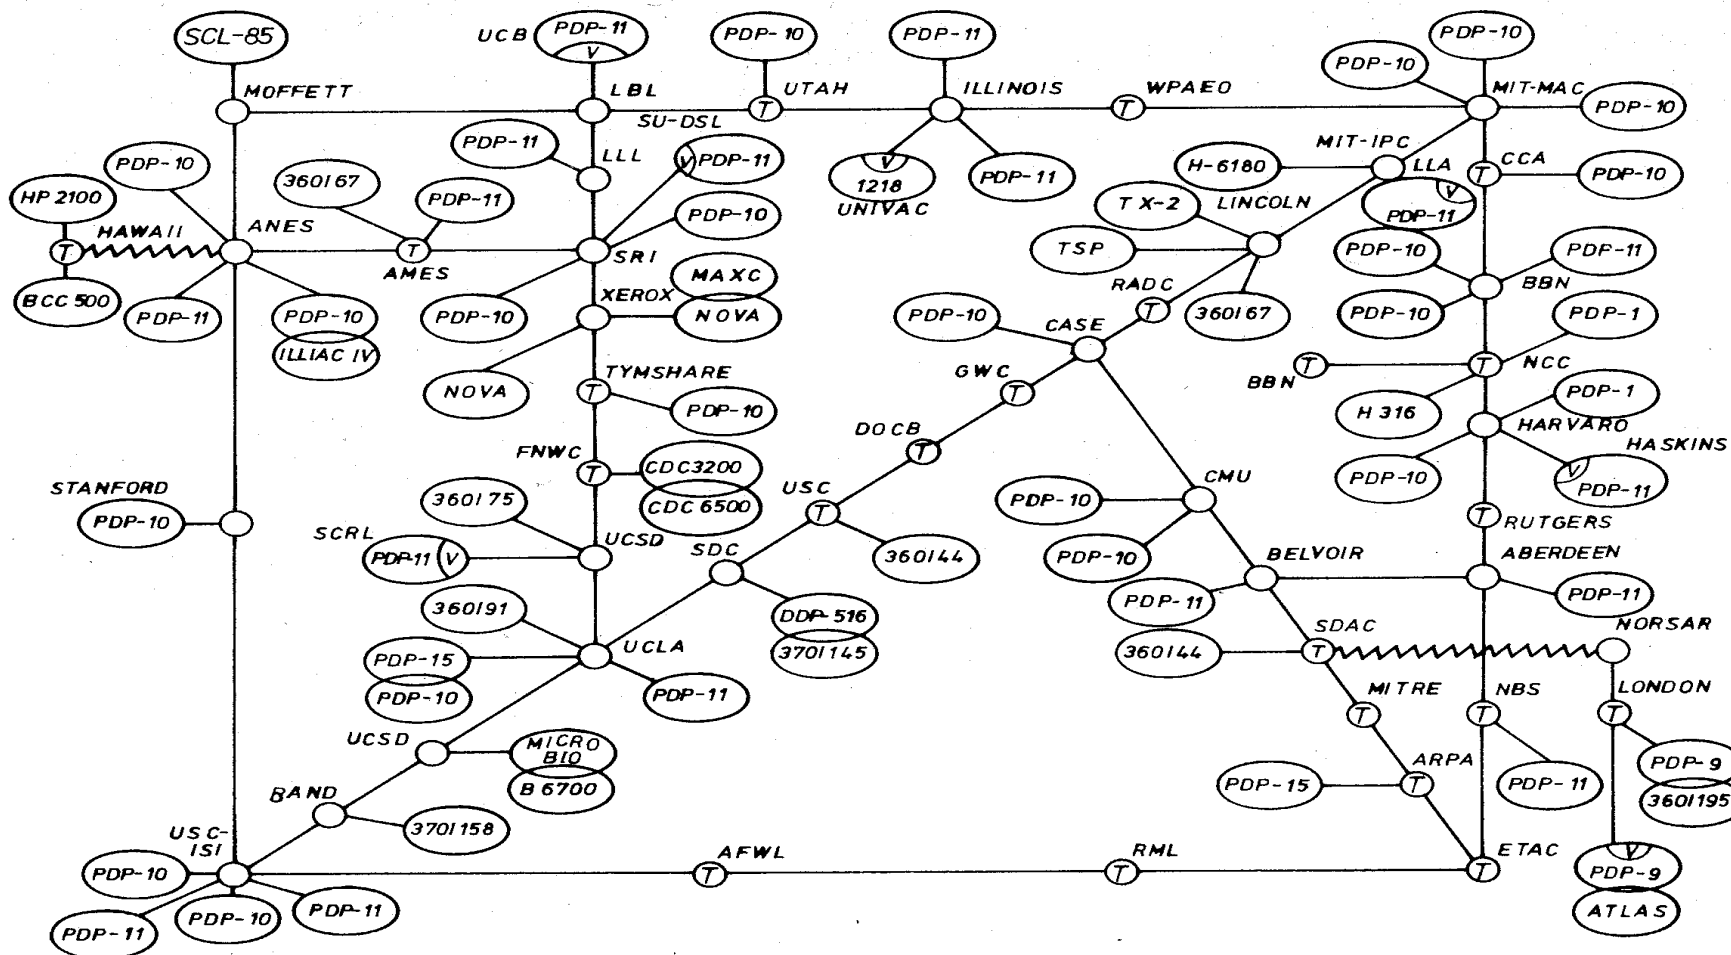 SCL-85
UCB
PDP-11
V
PDP-10
PDP-11
PDP-10
PDP-10
MOFFETT
LBL
T
UTAH
ILLINOIS
T
WPAEO
MIT-MAC
PDP-10
SU-DSL
PDP-11
LLL
V
PDP-11
V
1218
UNIVAC
PDP-11
MIT-IPC
H-6180
LLA
V
PDP-11
T
CCA
PDP-10
PDP-10
360/67
PDP-11
HP 2100
HAWAII
T
BCC 500
ANES
T
AMES
PDP-10
SRI
TX-2
LINCOLN
TSP
360/67
RADC
T
PDP-10
PDP-11
BBN
PDP-10
PDP-11
PDP-10
ILLIAC IV
PDP-10
XEROX
MAXC
NOVA
NOVA
PDP-10
CASE
PDP-1
BBN
T
T
NCC
H 316
TYMSHARE
T
PDP-10
GWC
T
PDP-1
HARVARO
HASKINS
PDP-10
V
PDP-11
DOCB
T
FNWC
T
CDC3200
CDC 6500
STANFORD
PDP-10
360/75
SCRL
PDP-11
V
UCSD
USC
T
360/44
PDP-10
CMU
PDP-10
T
RUTGERS
SDC
DDP-516
370/145
BELVOIR
PDP-11
ABERDEEN
PDP-11
360/91
PDP-15
PDP-10
UCLA
PDP-11
SDAC
360/44
T
NORSAR
MITRE
T
NBS
T
PDP-11
LONDON
T
PDP-9
360/195
UCSD
MICRO
BIO
B 6700
ARPA
PDP-15
T
BAND
370/158
USC-
ISI
PDP-10
PDP-11
PDP-10
PDP-11
AFWL
T
RML
T
ETAC
T
V
PDP-9
ATLAS